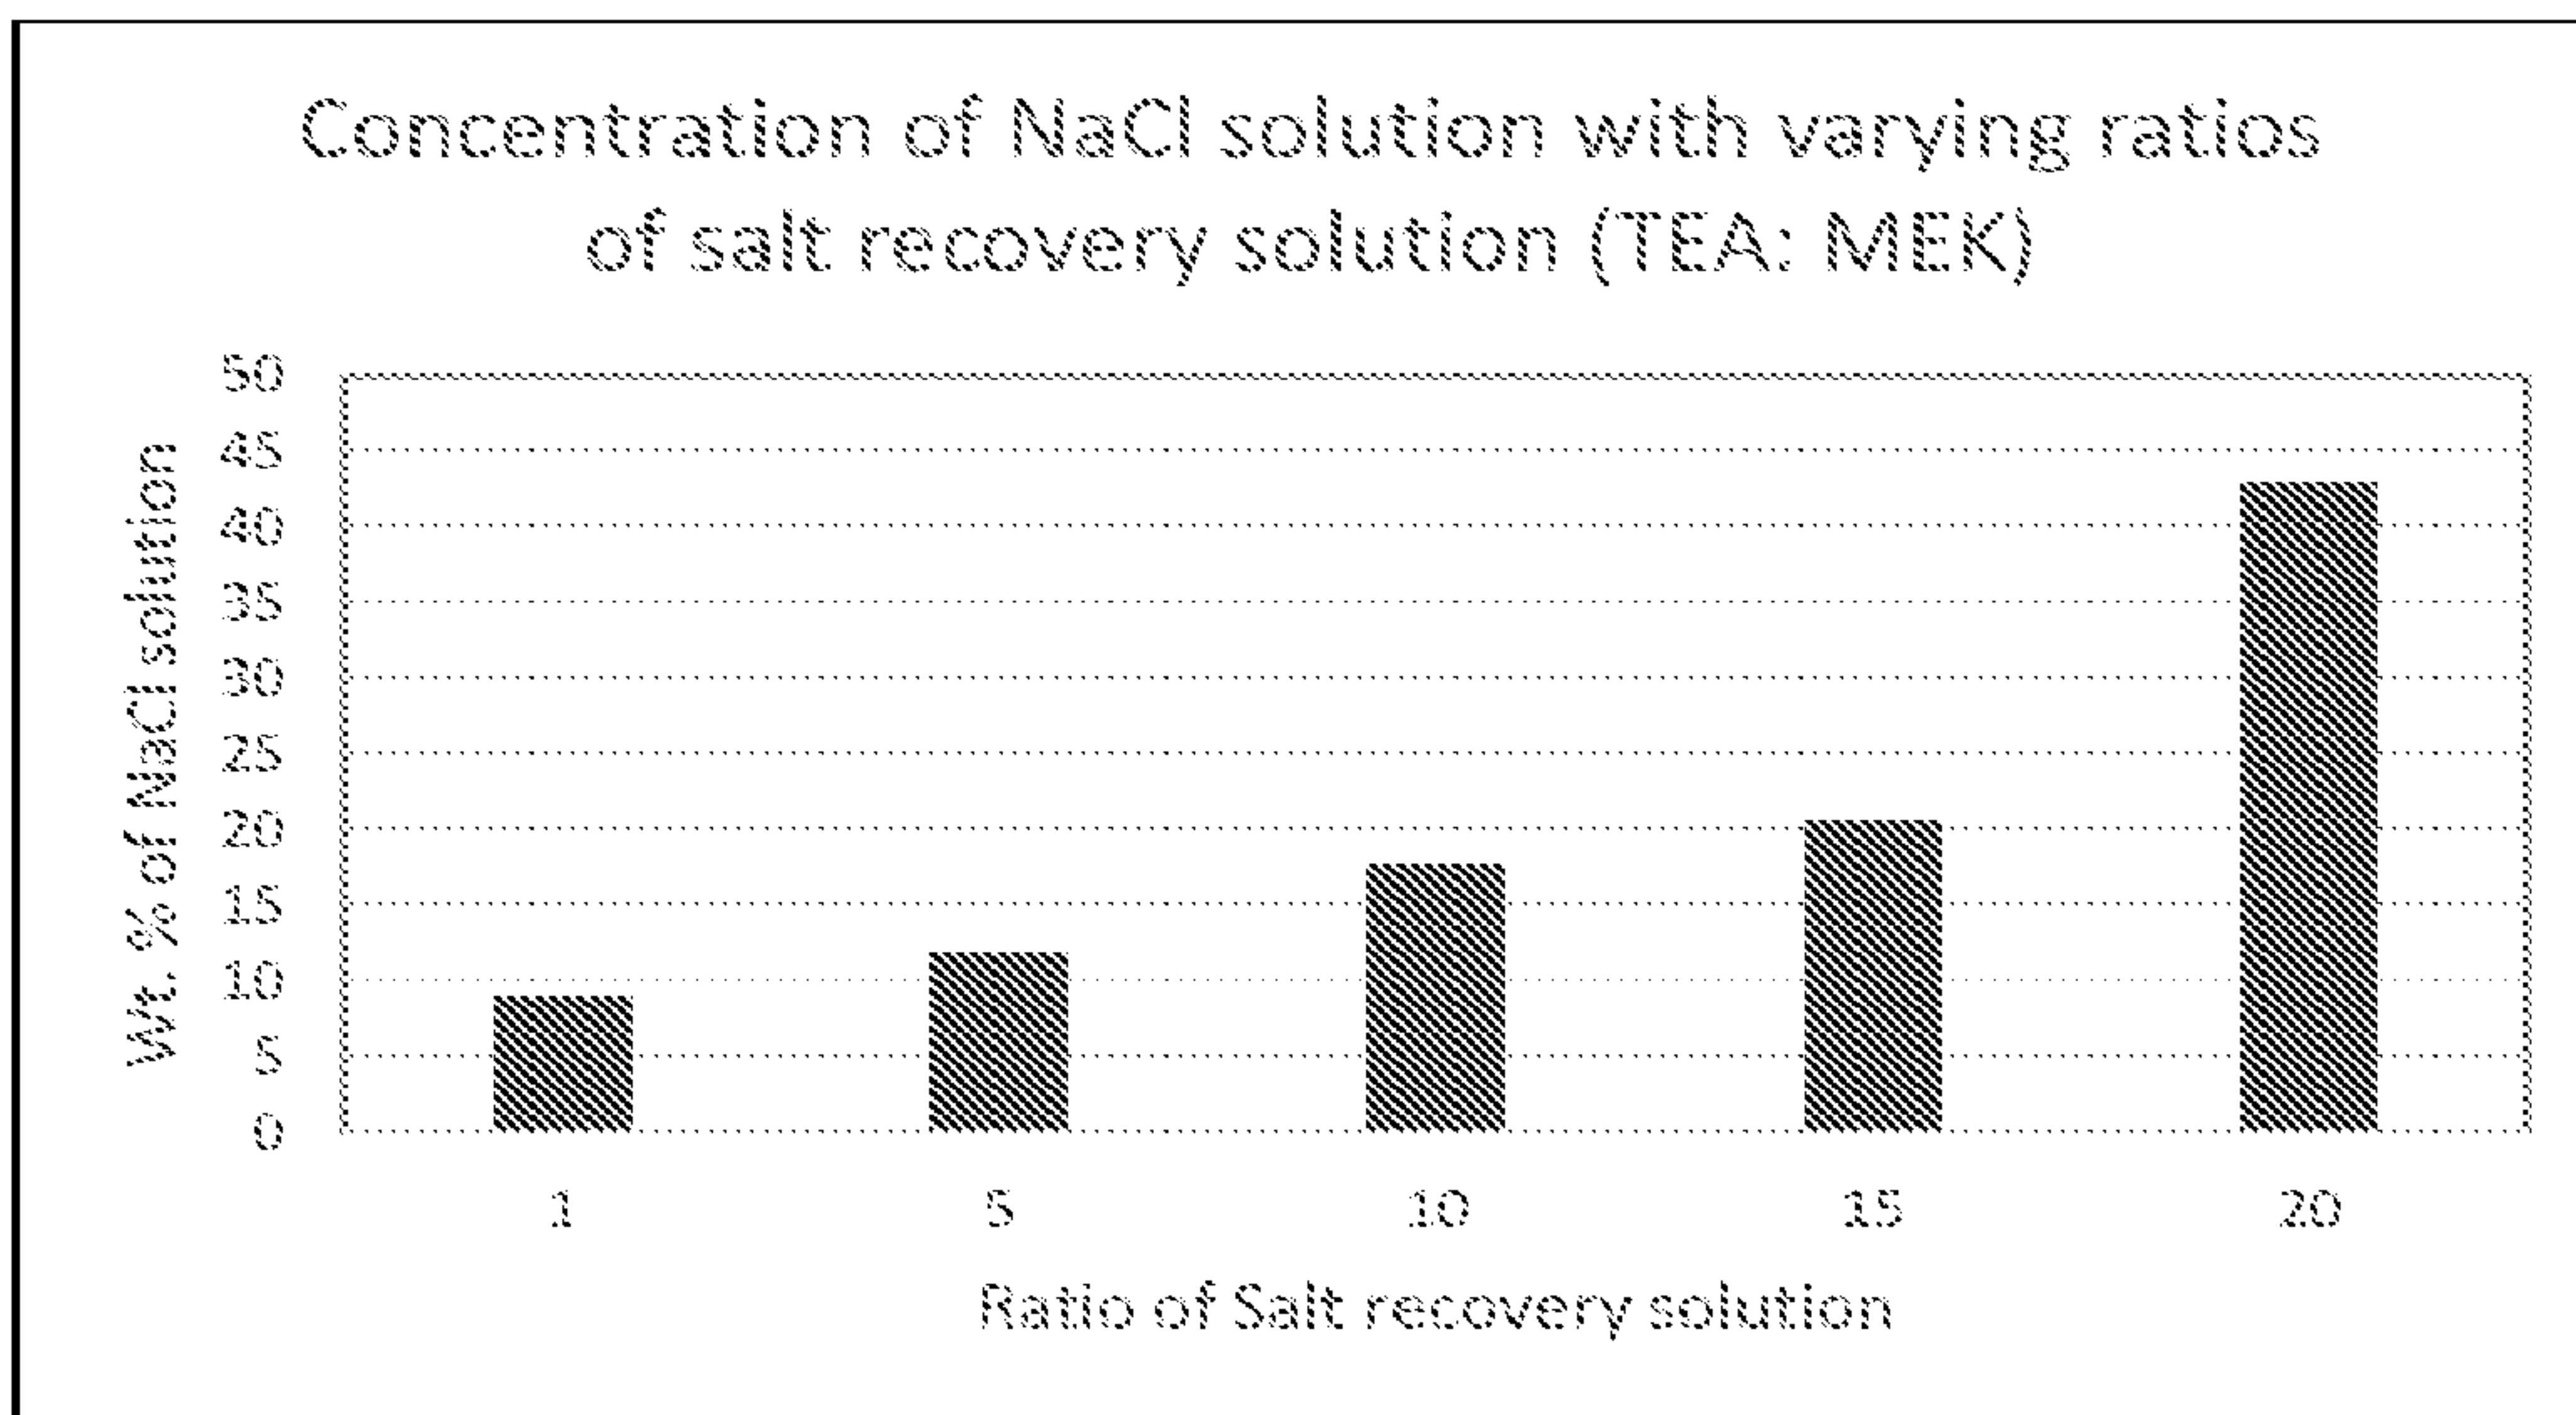 Concentration of NaCl solution with varying ratios
of salt recovery solution (TEA: MEK)
Wt. % of NaCl solution
50
45
40
35
30
25
20
15
10
5
0
1 5 10 15 20
Ratio of Salt recovery solution